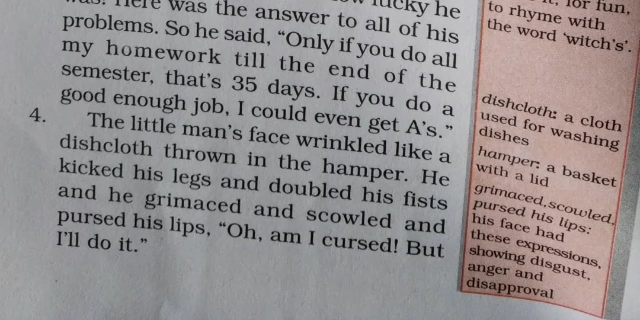 lucky he
was! Here was the answer to all of his
problems. So he said, “Only if you do all
my homework till the end of the
semester, that’s 35 days. If you do a
good enough job, I could even get A’s.”
4. The little man’s face wrinkled like a
dishcloth thrown in the hamper. He
kicked his legs and doubled his fists
and he grimaced and scowled and
pursed his lips, “Oh, am I cursed! But
I’ll do it.”
for fun,
to rhyme with
the word ‘witch’s’.
dishcloth: a cloth
used for washing
dishes
hamper: a basket
with a lid
grimaced, scowled,
pursed his lips:
his face had
these expressions,
showing disgust,
anger and
disapproval